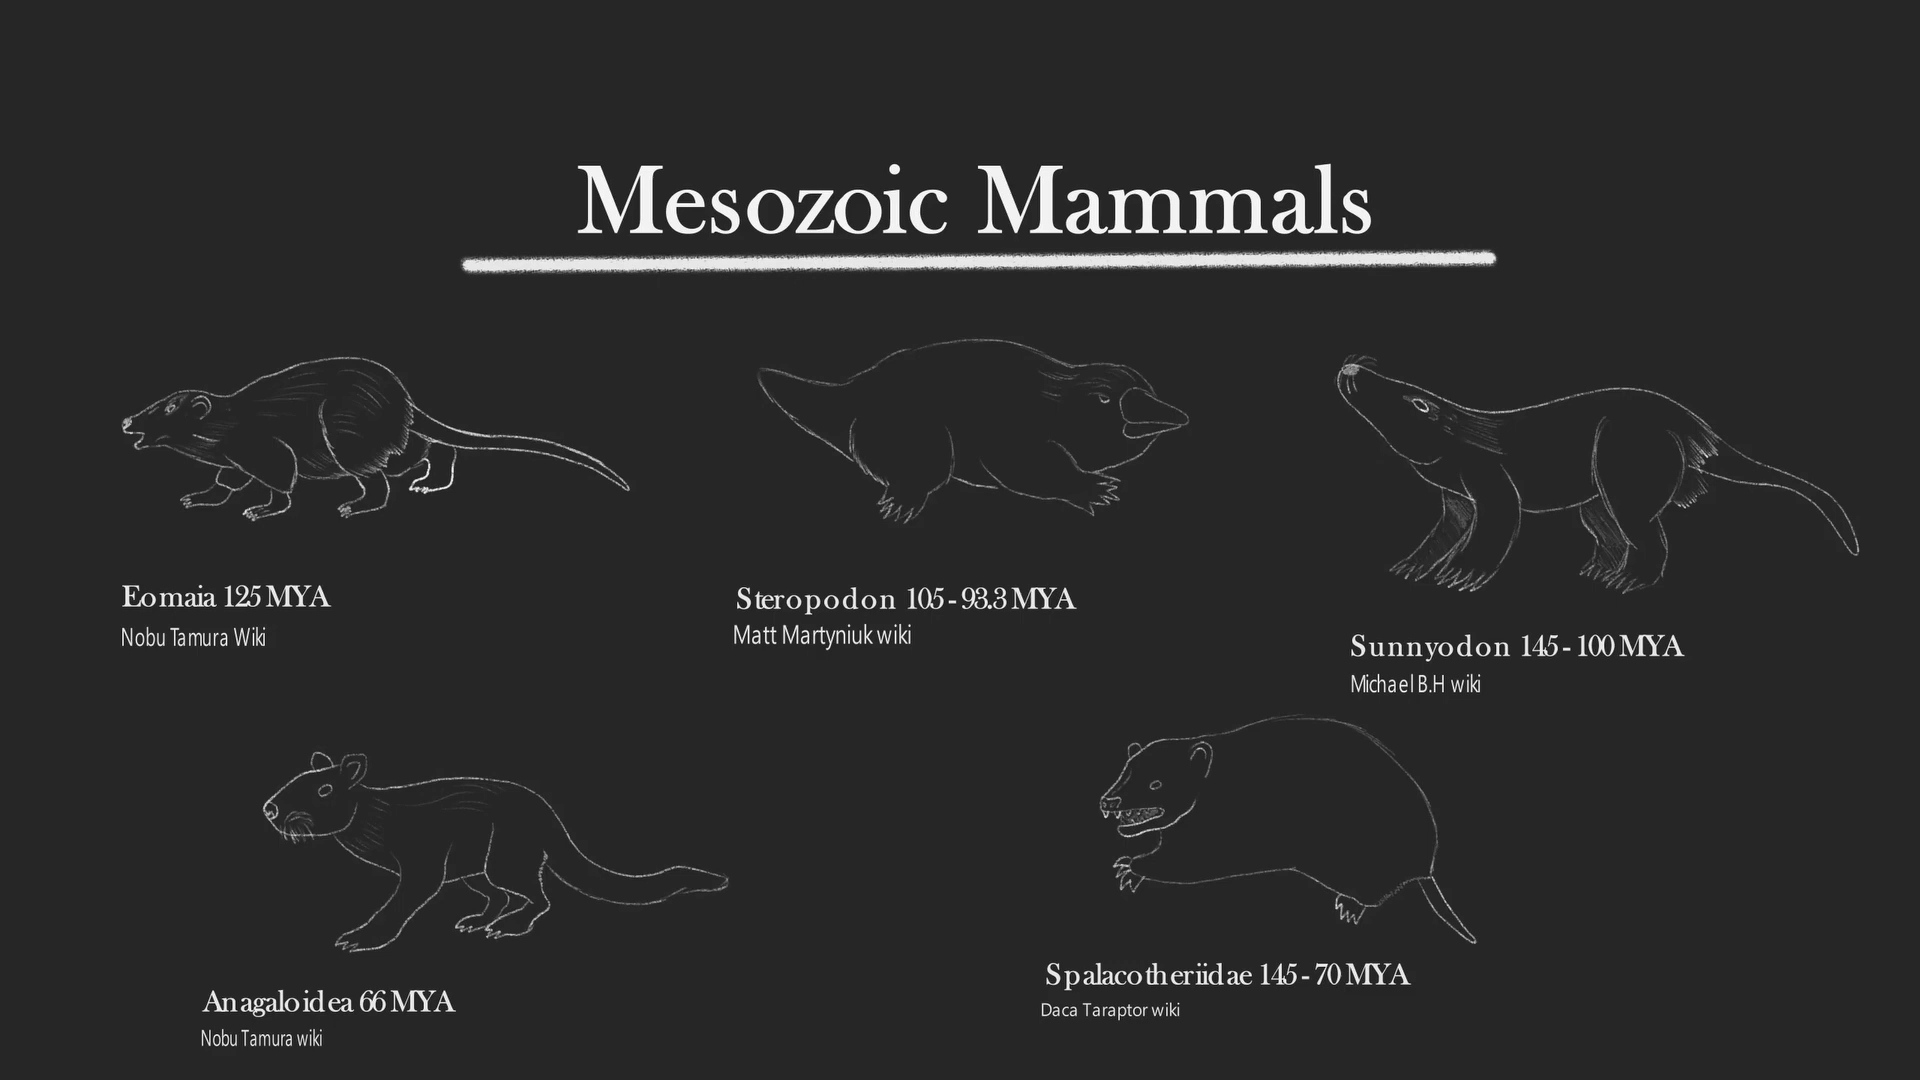 Mesozoic Mammals
Eomaia 125 MYA
Nobu Tamura Wiki
Steropodon 105-93.3 MYA
Matt Martyniuk wiki
Sunnyodon 145-100 MYA
Michael B.H wiki
Anagaloidea 66 MYA
Nobu Tamura wiki
Spalacotheriidae 145-70 MYA
Daca Taraptor wiki